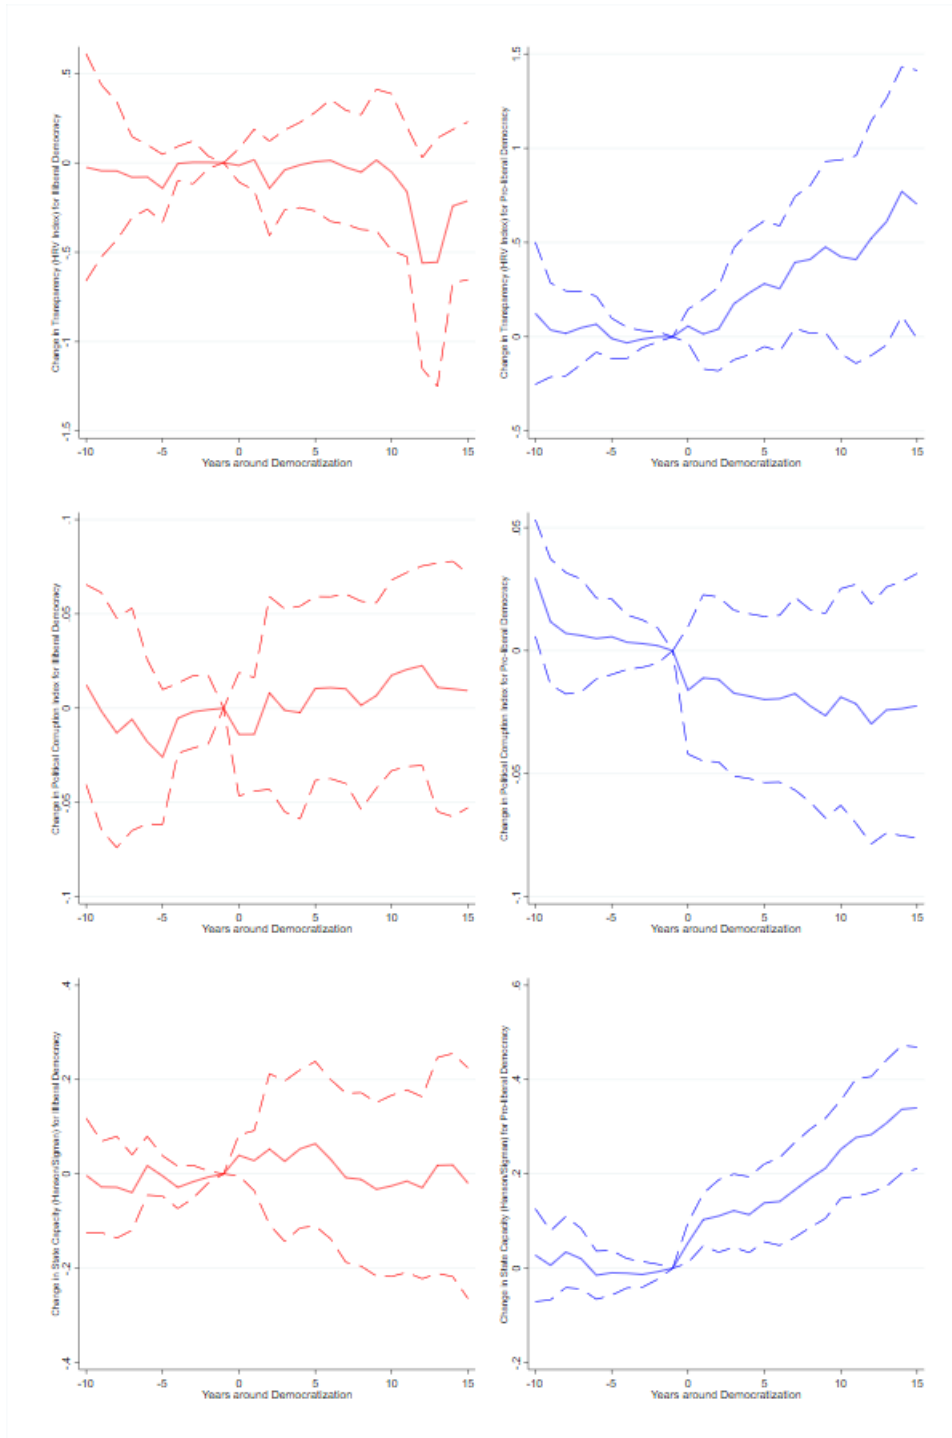 Change in Transparency (HRV Index) for Illiberal Democracy
.5
0
-.5
-1
-1.5
-10 -5 0 5 10 15
Years around Democratization
Change in Transparency (HRV Index) for Pro-liberal Democracy
1.5
1
.5
0
-.5
-10 -5 0 5 10 15
Years around Democratization
Change in Political Corruption Index for Illiberal Democracy
.1
.05
0
-.05
-.1
-10 -5 0 5 10 15
Years around Democratization
Change in Political Corruption Index for Pro-liberal Democracy
.05
0
-.05
-.1
-10 -5 0 5 10 15
Years around Democratization
Change in State Capacity (Hanson/Sigman) for Illiberal Democracy
.4
.2
0
-.2
-.4
-10 -5 0 5 10 15
Years around Democratization
Change in State Capacity (Hanson/Sigman) for Pro-liberal Democracy
.6
.4
.2
0
-.2
-10 -5 0 5 10 15
Years around Democratization